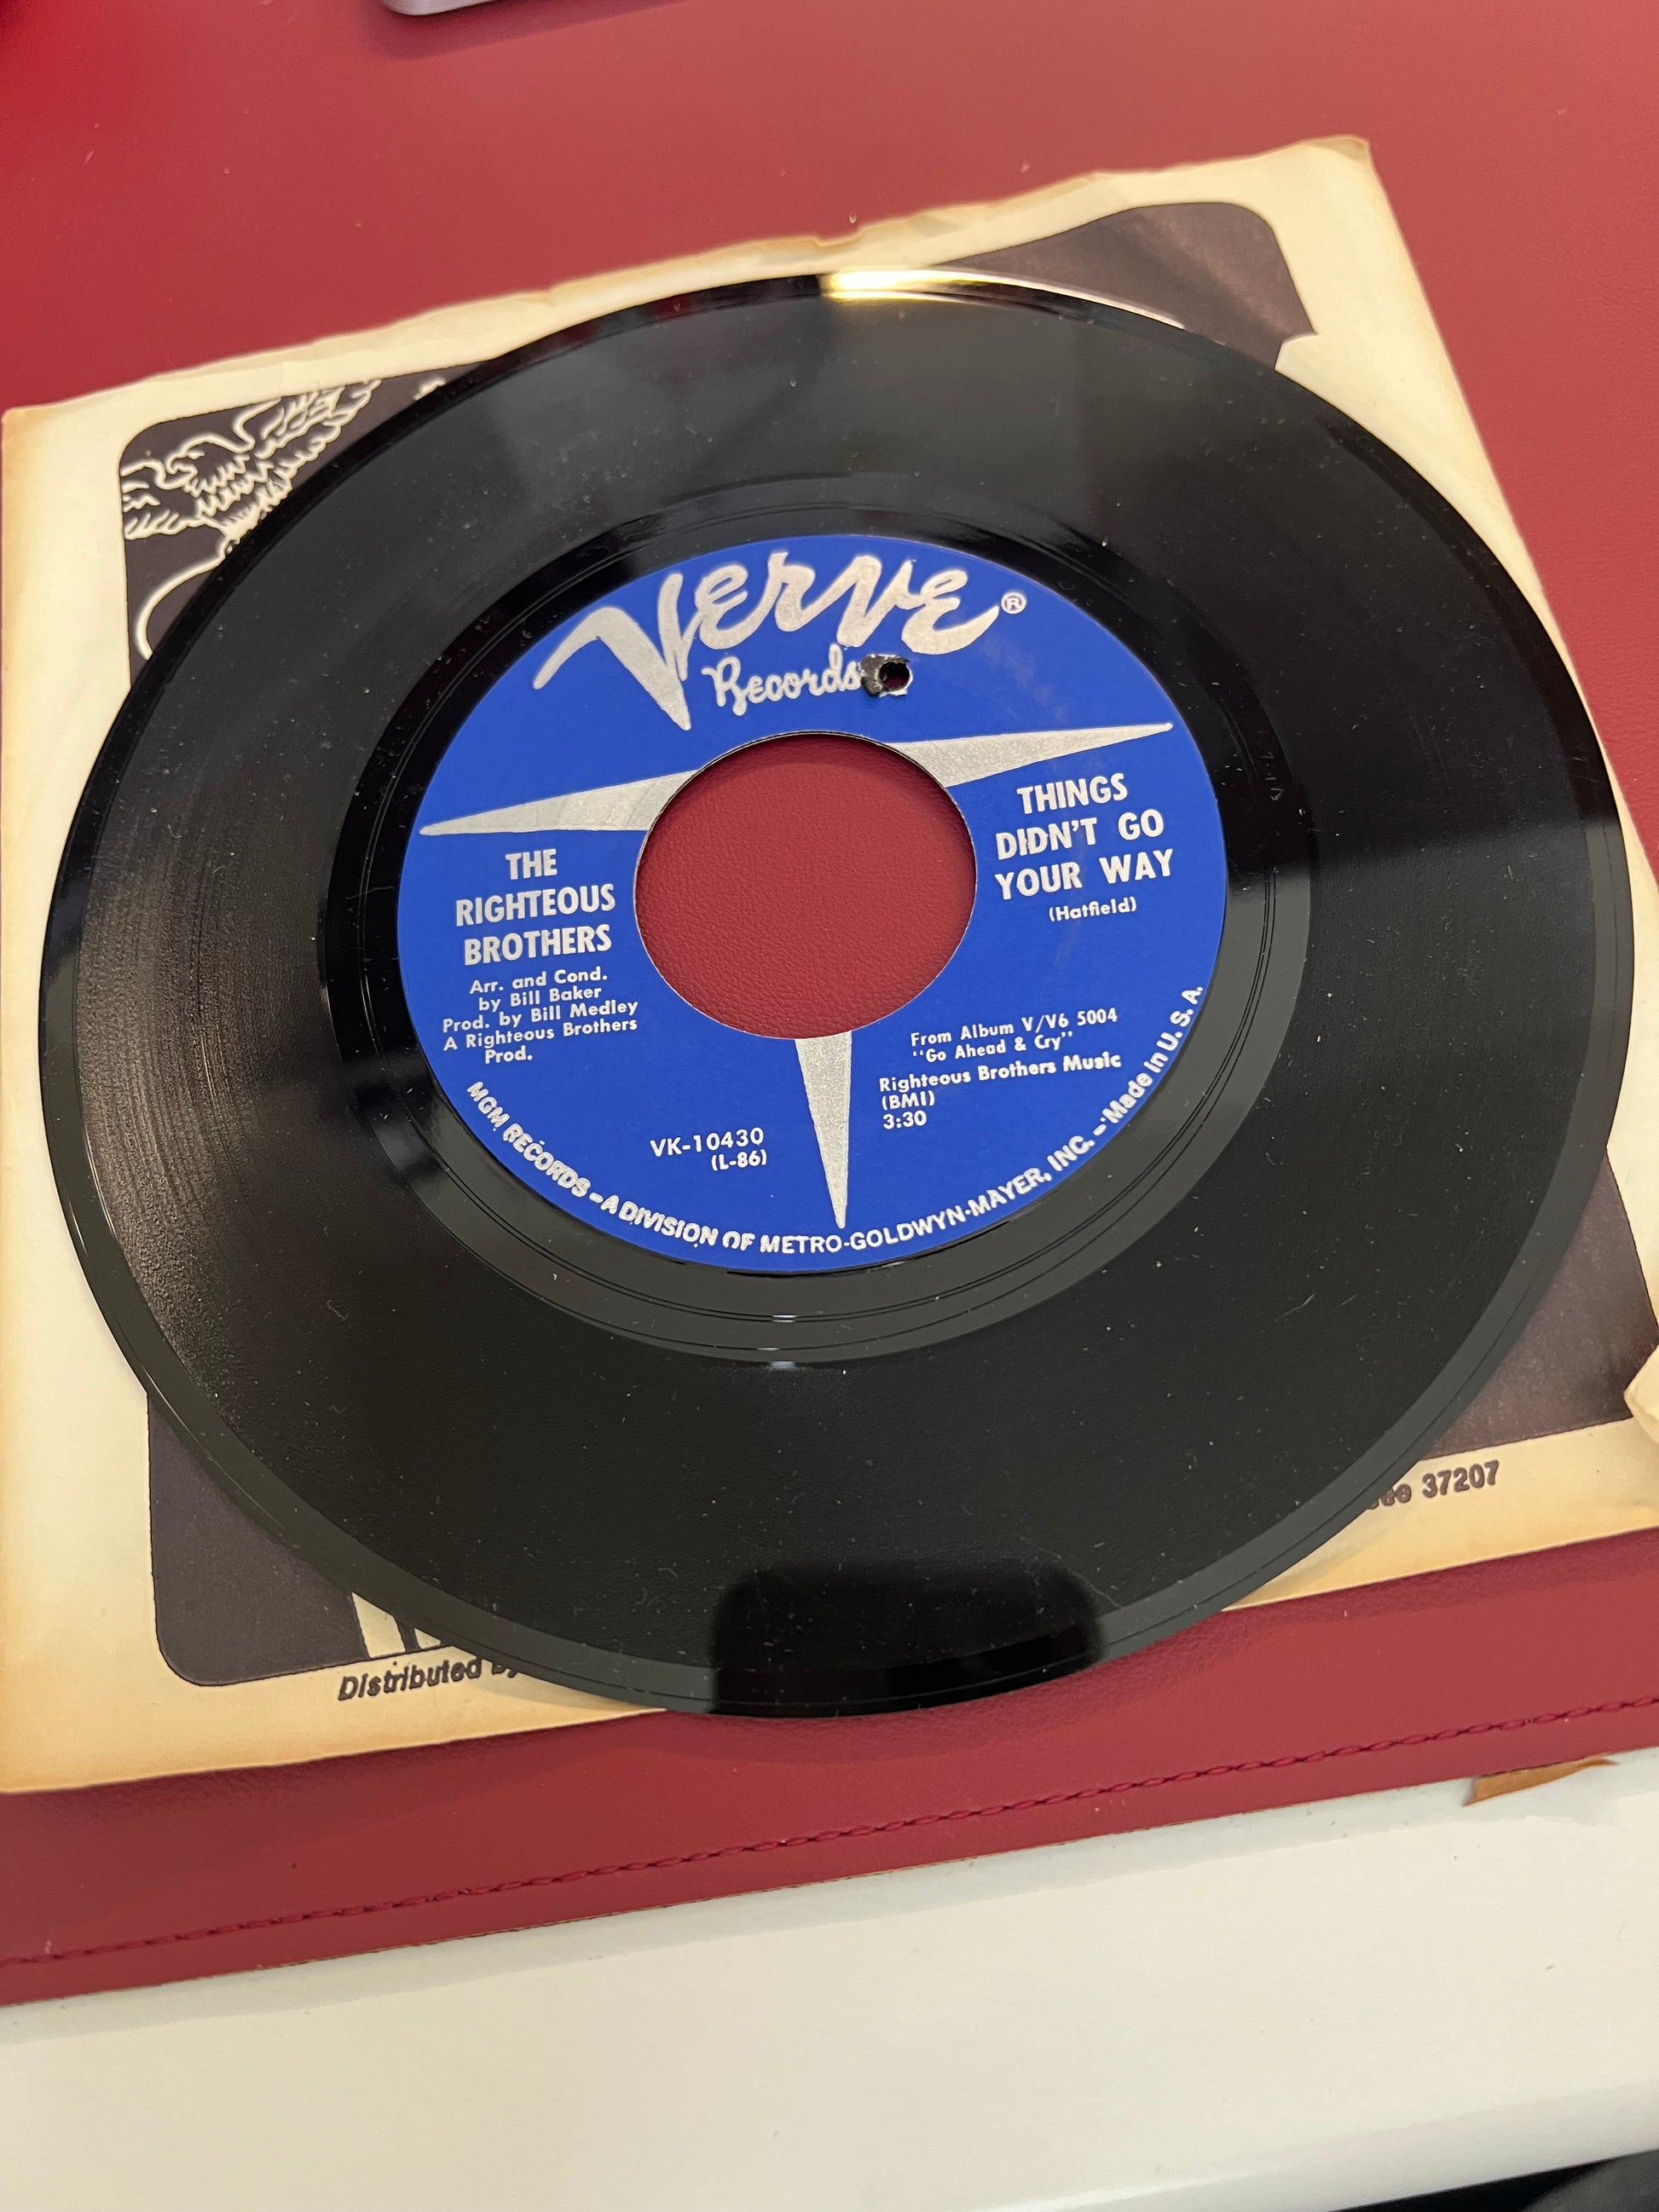 Verve®
Records
THE
RIGHTEOUS
BROTHERS
Arr. and Cond.
by Bill Baker
Prod. by Bill Medley
A Righteous Brothers
Prod.
THINGS
DIDN'T GO
YOUR WAY
(Hatfield)
From Album V/V6 5004
"Go Ahead & Cry"
Righteous Brothers Music
(BMI)
3:30
VK-10430
(L-86)
MGM RECORDS – A DIVISION OF METRO-GOLDWYN-MAYER, INC. – Made in U. S. A.
Distributed 37207